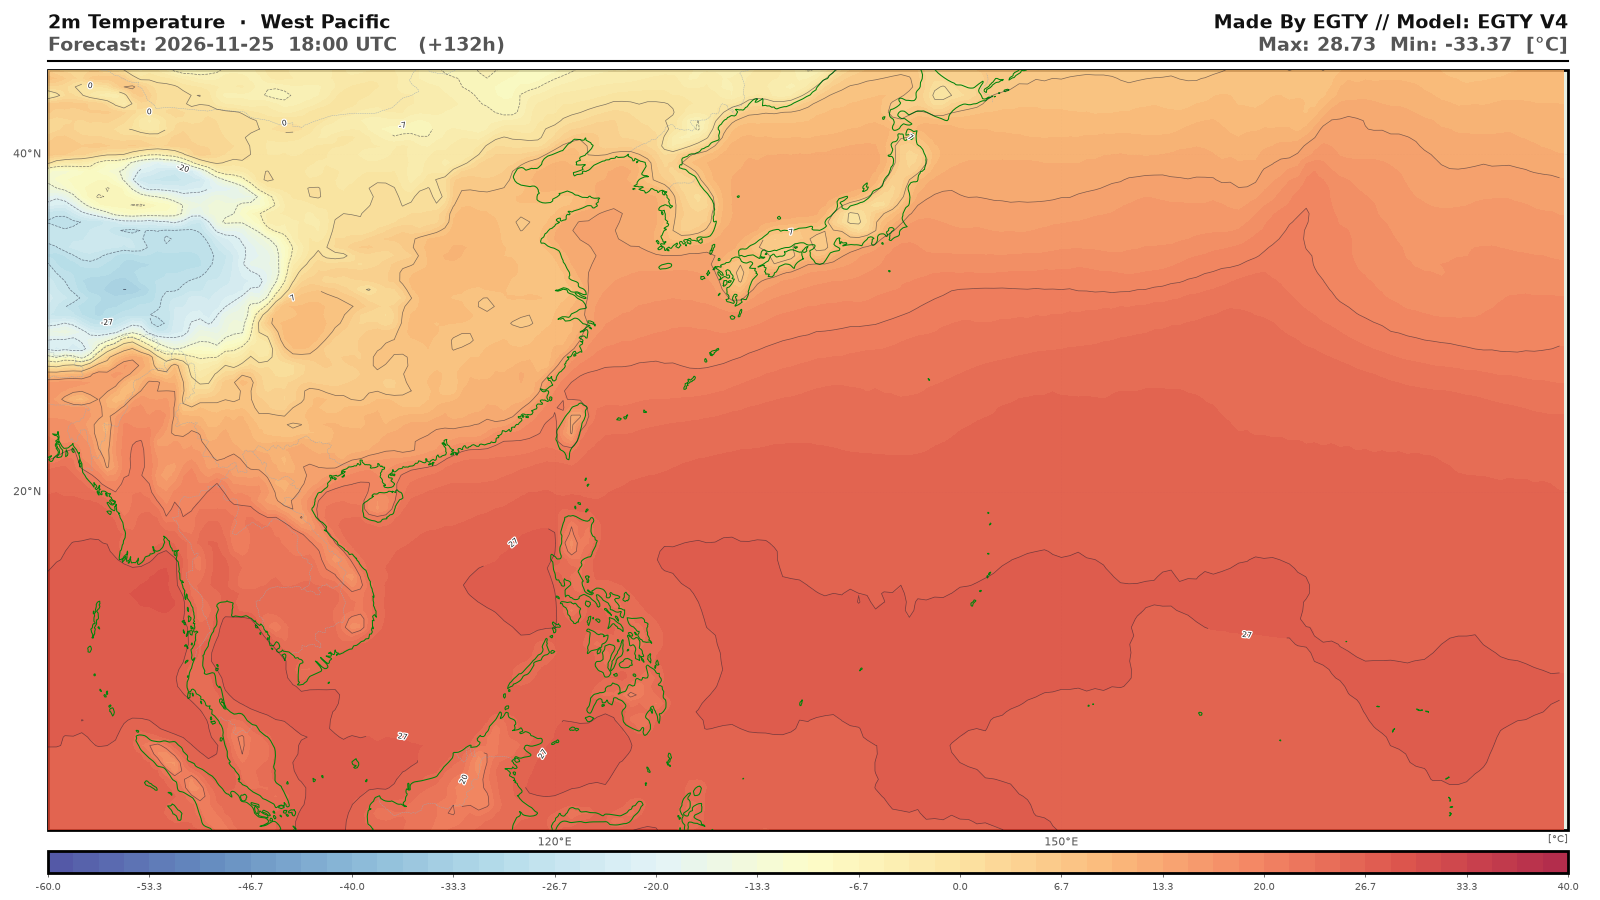 2m Temperature · West Pacific
Made By EGTY // Model: EGTY V4
Forecast: 2026-11-25 18:00 UTC (+132h)
Max: 28.73 Min: -33.37 [°C]
0
0
0
-7
40°N
-20
7
7
-27
20°N
27
27
27
27
20
120°E
150°E
[°C]
-60.0 -53.3 -46.7 -40.0 -33.3 -26.7 -20.0 -13.3 -6.7 0.0 6.7 13.3 20.0 26.7 33.3 40.0